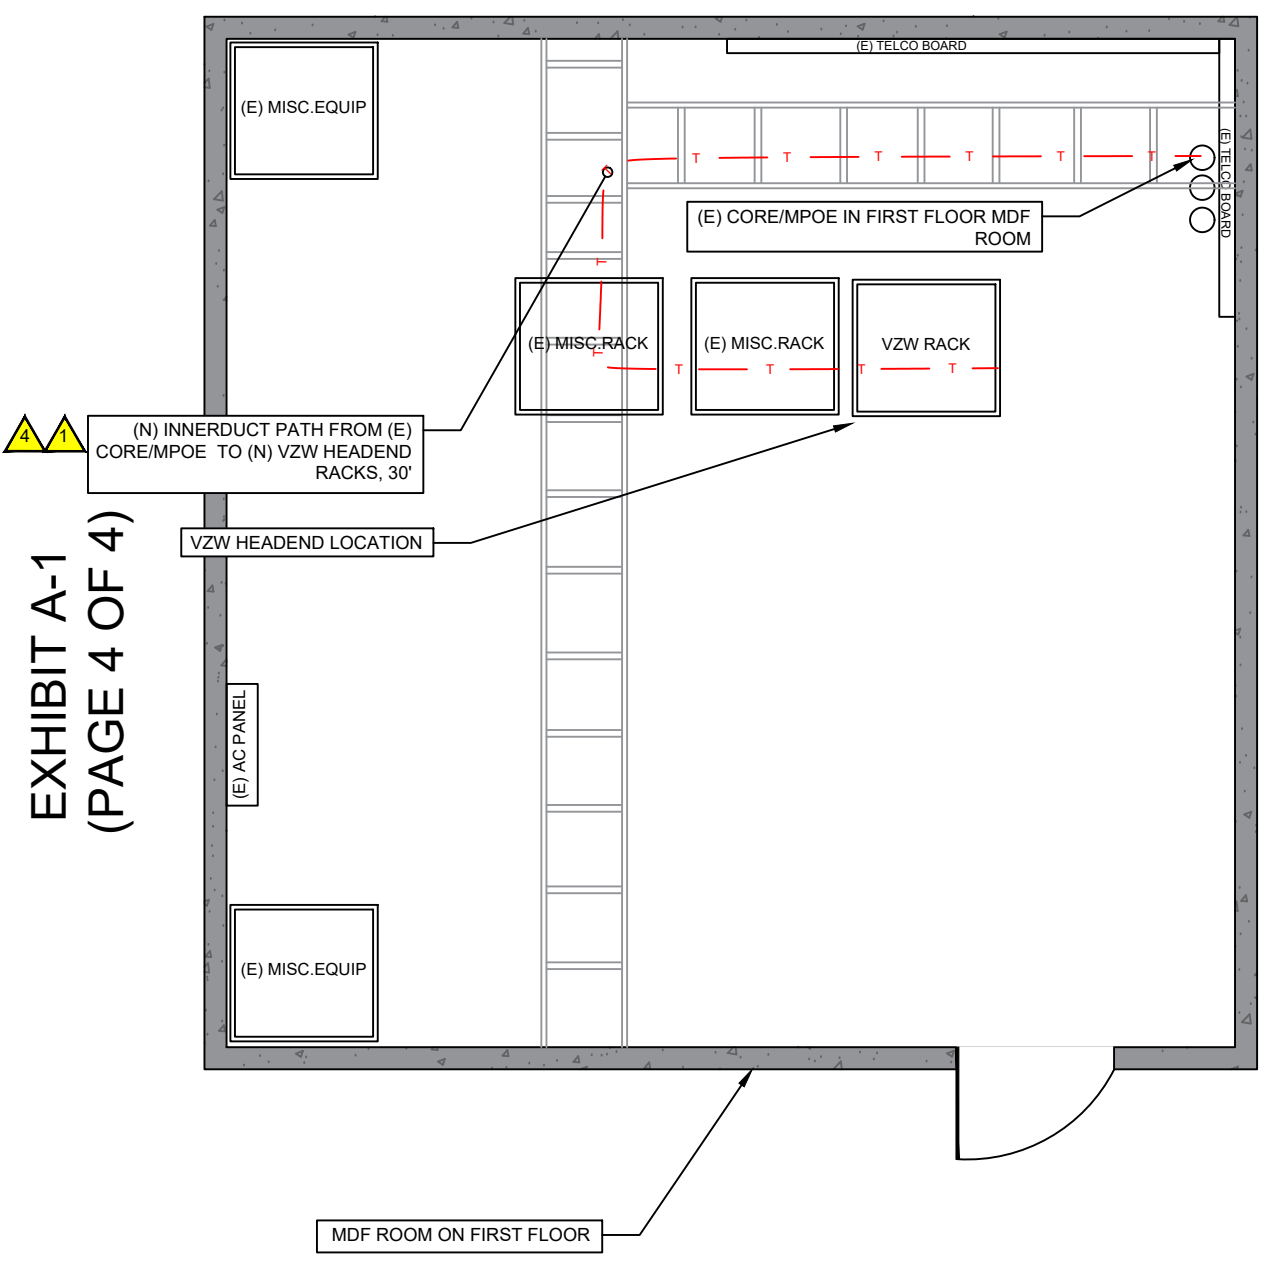 (E) TELCO BOARD
(E) MISC.EQUIP
(E) TELCO BOARD
T T T T T T
(E) CORE/MPOE IN FIRST FLOOR MDF
ROOM
T
(E) MISC.RACK
(E) MISC.RACK
VZW RACK
T
T T T T
4 1
(N) INNERDUCT PATH FROM (E)
CORE/MPOE TO (N) VZW HEADEND
RACKS, 30'
VZW HEADEND LOCATION
EXHIBIT A-1
(PAGE 4 OF 4)
(E) AC PANEL
(E) MISC.EQUIP
MDF ROOM ON FIRST FLOOR